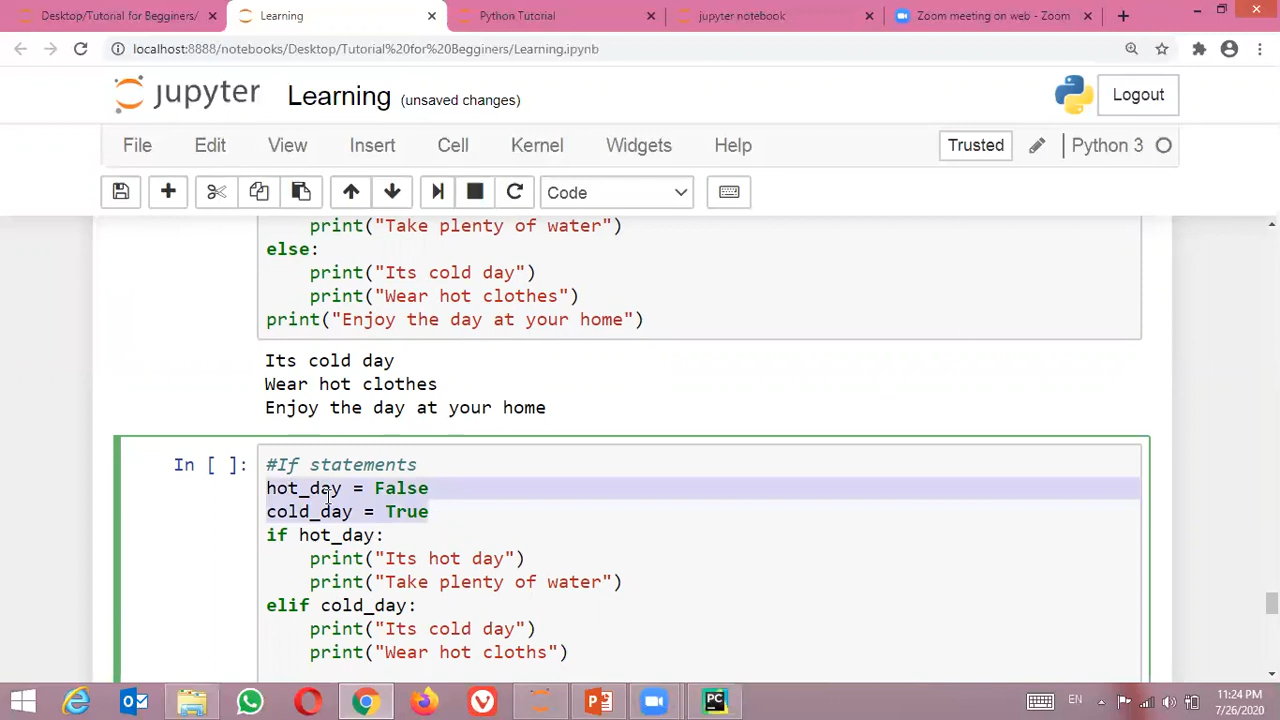 Desktop/Tutorial for Begginers/
Learning
Python Tutorial
jupyter notebook
Zoom meeting on web - Zoom
localhost:8888/notebooks/Desktop/Tutorial%20for%20Begginers/Learning.ipynb
jupyter Learning (unsaved changes)
Logout
File Edit View Insert Cell Kernel Widgets Help
Trusted
Python 3
Code
print("Take plenty of water")
else:
print("Its cold day")
print("Wear hot clothes")
print("Enjoy the day at your home")
Its cold day
Wear hot clothes
Enjoy the day at your home
In [ ]:
#If statements
hot_day = False
cold_day = True
if hot_day:
print("Its hot day")
print("Take plenty of water")
elif cold_day:
print("Its cold day")
print("Wear hot cloths")
EN
11:24 PM
7/26/2020